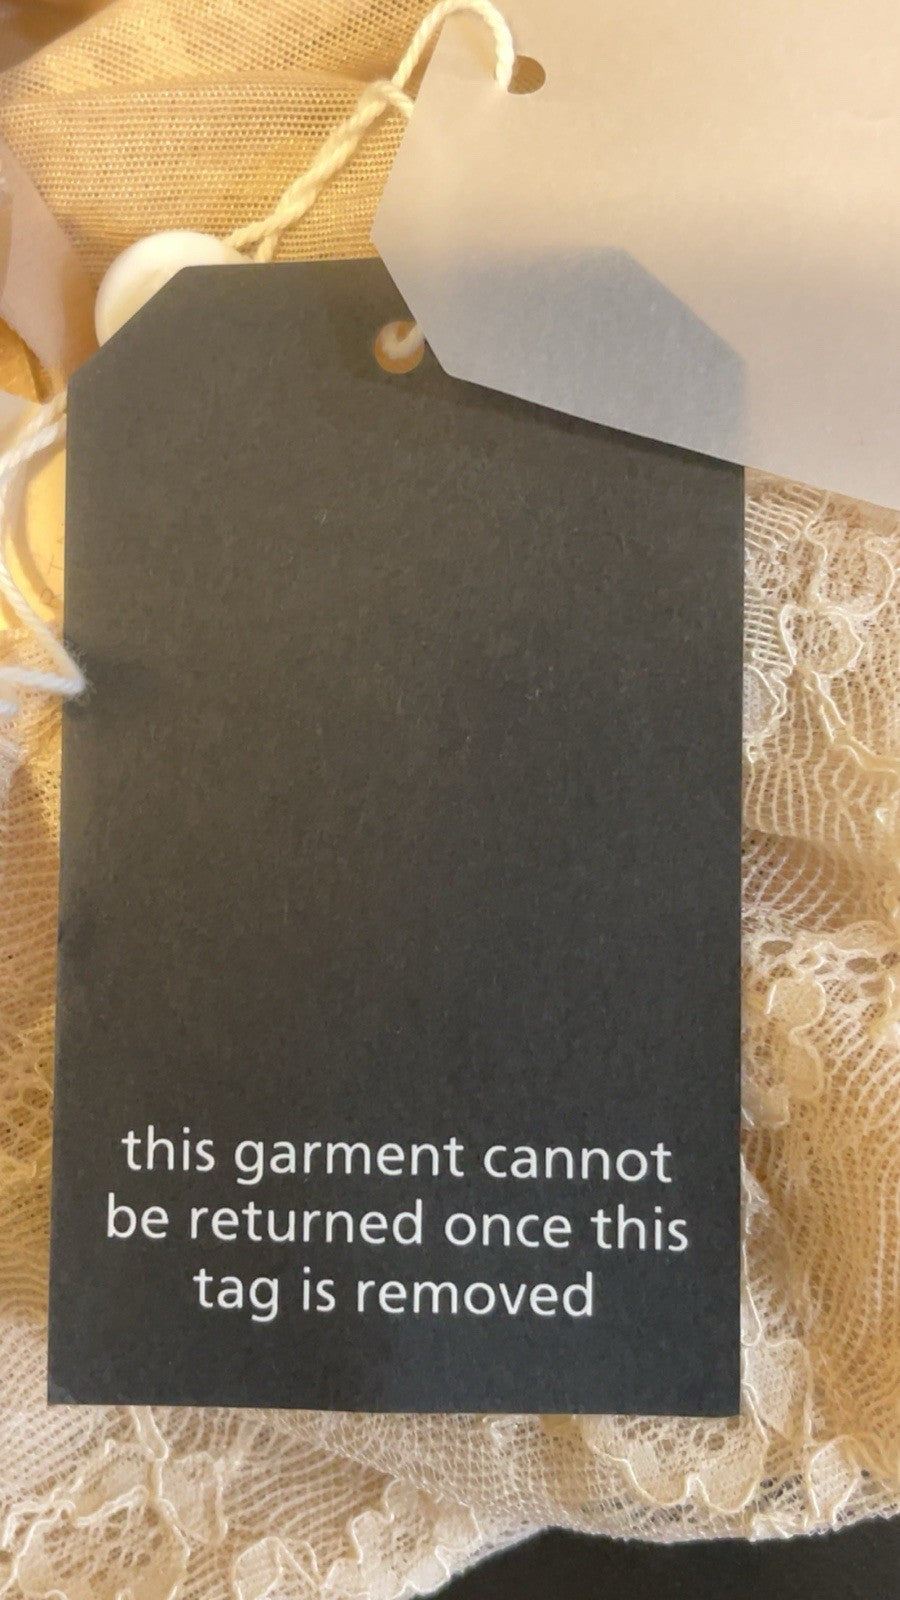 this garment cannot
be returned once this
tag is removed